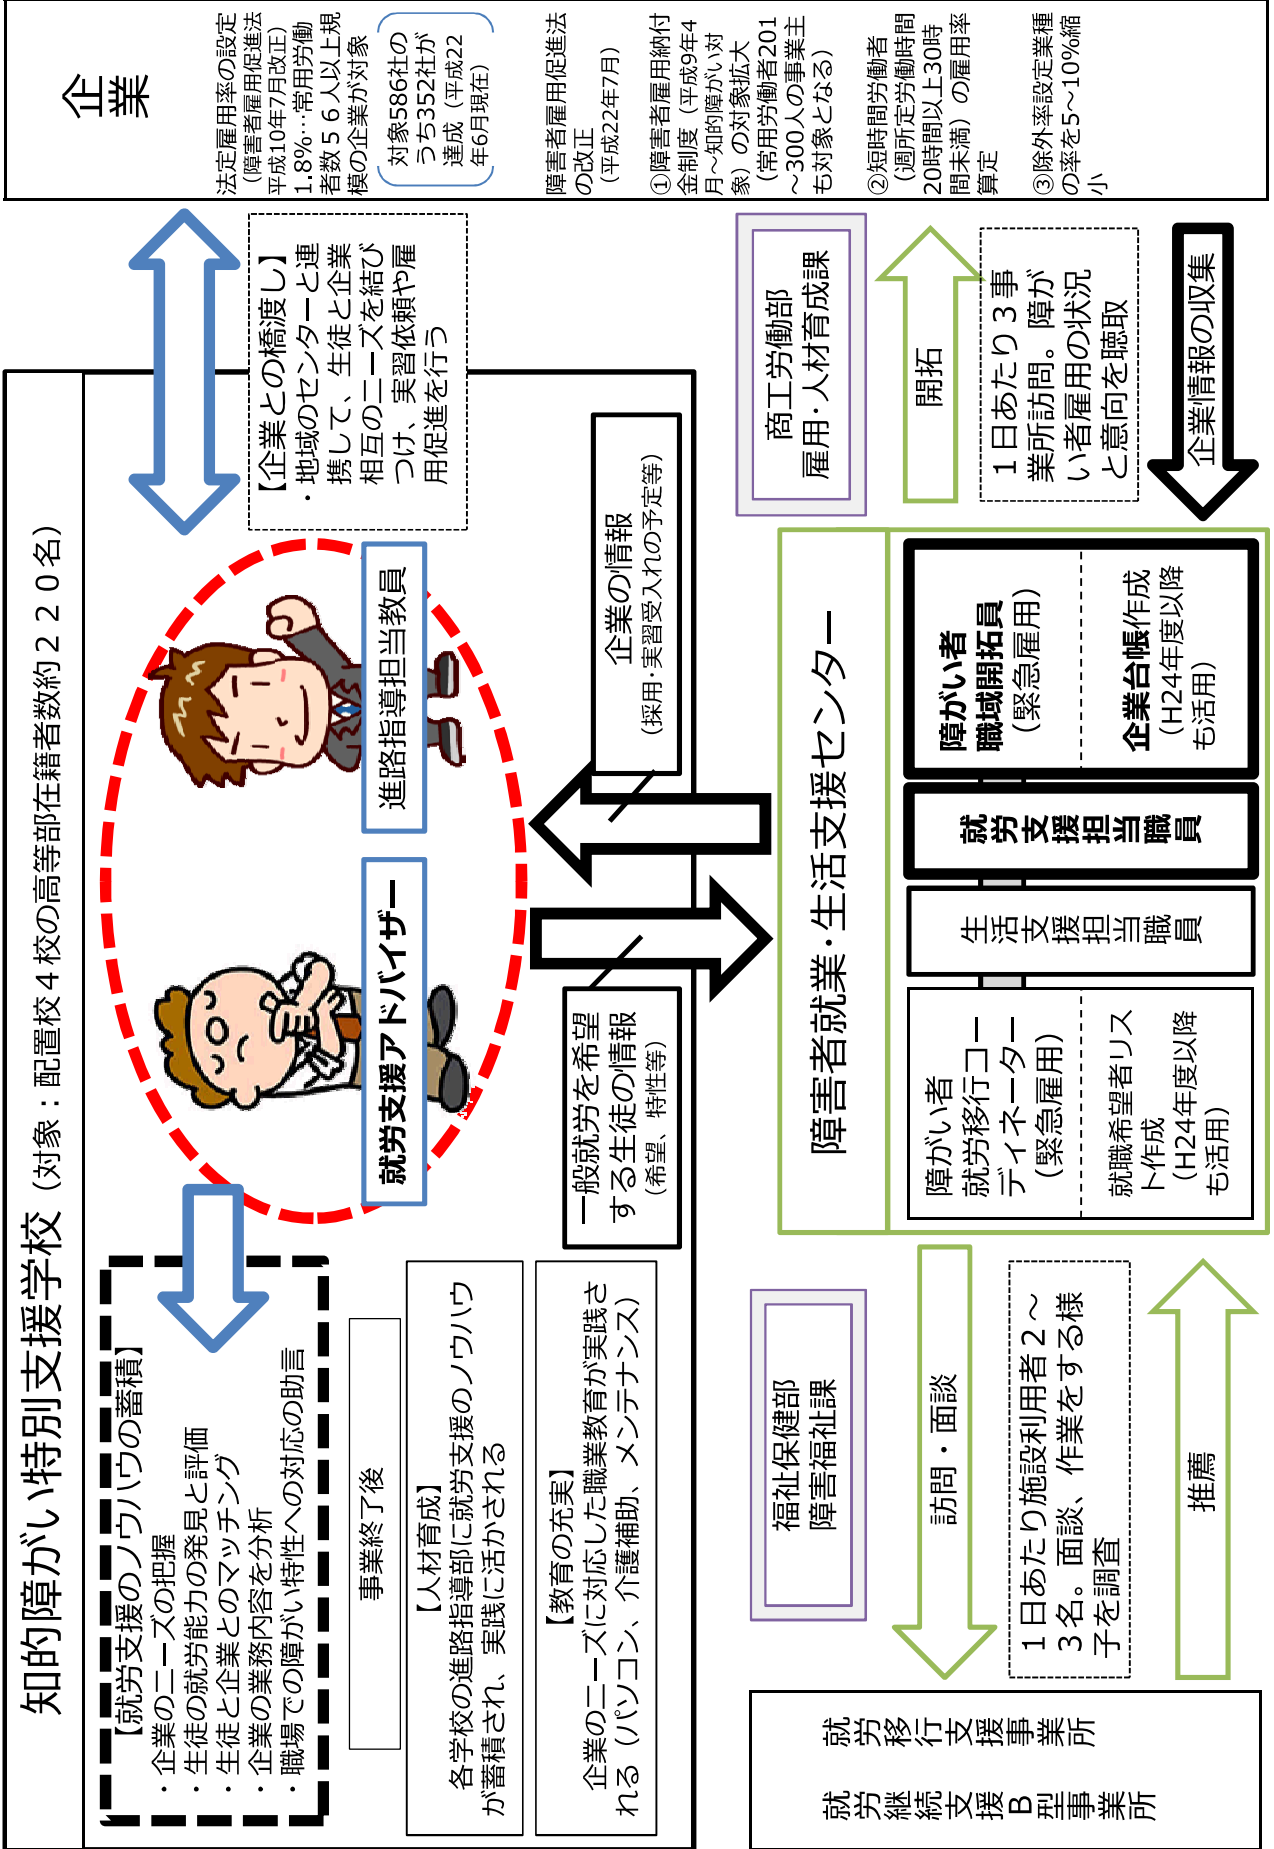 知的障がい特別支援学校（対象：配置校４校の高等部在籍者数約２２０名）
【就労支援のノウハウの蓄積】
・企業のニーズの把握
・生徒の就労能力の発見と評価
・生徒と企業とのマッチング
・企業の業務内容を分析
・職場での障がい特性への対応の助言
事業終了後
【人材育成】
各学校の進路指導部に就労支援のノウハウ
が蓄積され、実践に活かされる
【教育の充実】
企業のニーズに対応した職業教育が実践さ
れる（パソコン、介護補助、メンテナンス）
就労支援アドバイザー
進路指導担当教員
【企業との橋渡し】
・地域のセンターと連
携して、生徒と企業
相互のニーズを結び
つけ、実習依頼や雇
用促進を行う
一般就労を希望
する生徒の情報
（希望、特性等）
企業の情報
（採用・実習受入れの予定等）
企業
法定雇用率の設定
（障害者雇用促進法
平成10年7月改正）
1.8%…常用労働
者数５６人以上規
模の企業が対象
対象586社の
うち352社が
達成（平成22
年6月現在）
障害者雇用促進法
の改正
（平成22年7月）
①障害者雇用納付
金制度（平成9年4
月～知的障がい対
象）の対象拡大
（常用労働者201
～300人の事業主
も対象となる）
②短時間労働者
（週所定労働時間
20時間以上30時
間未満）の雇用率
算定
③除外率設定業種
の率を5～10%縮
小
福祉保健部
障害福祉課
訪問・面談
１日あたり施設利用者２～
３名。面談、作業をする様
子を調査
推薦
就労移行支援事業所
就労継続支援Ｂ型事業所
障害者就業・生活支援センター
障がい者
就労移行コー
ディネーター
（緊急雇用）
就職希望者リス
ト作成
（H24年度以降
も活用）
生活支援担当職員
就労支援担当職員
障がい者
職域開拓員
（緊急雇用）
企業台帳作成
（H24年度以降
も活用）
商工労働部
雇用・人材育成課
開拓
１日あたり３事
業所訪問。障が
い者雇用の状況
と意向を聴取
企業情報の収集